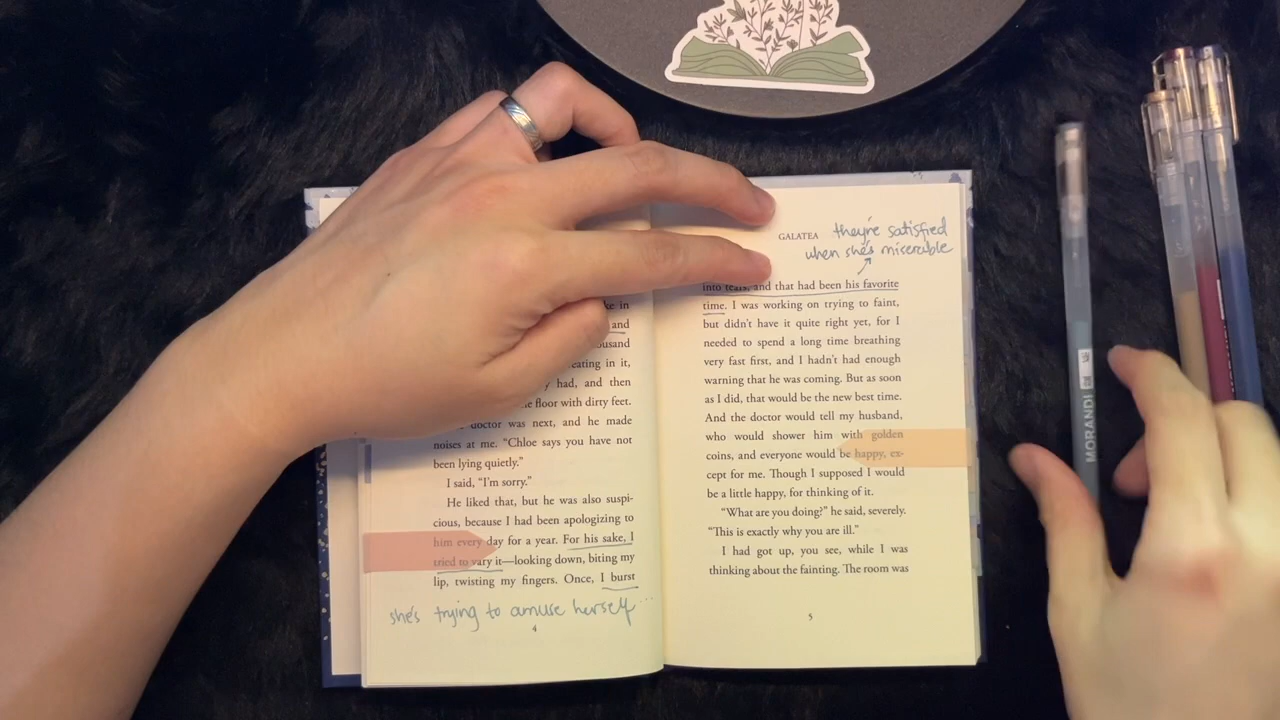 ke in
and
ousand
eating in it,
had, and then
floor with dirty feet.
doctor was next, and he made
noises at me. “Chloe says you have not
been lying quietly.”
I said, “I’m sorry.”
He liked that, but he was also suspi-
cious, because I had been apologizing to
him every day for a year. For his sake, I
tried to vary it—looking down, biting my
lip, twisting my fingers. Once, I burst
she's trying to amuse herself...
4
GALATEA they're satisfied
when she's miserable
into tears, and that had been his favorite
time. I was working on trying to faint,
but didn’t have it quite right yet, for I
needed to spend a long time breathing
very fast first, and I hadn’t had enough
warning that he was coming. But as soon
as I did, that would be the new best time.
And the doctor would tell my husband,
who would shower him with golden
coins, and everyone would be happy, ex-
cept for me. Though I supposed I would
be a little happy, for thinking of it.
“What are you doing?” he said, severely.
“This is exactly why you are ill.”
I had got up, you see, while I was
thinking about the fainting. The room was
5
MORANDI